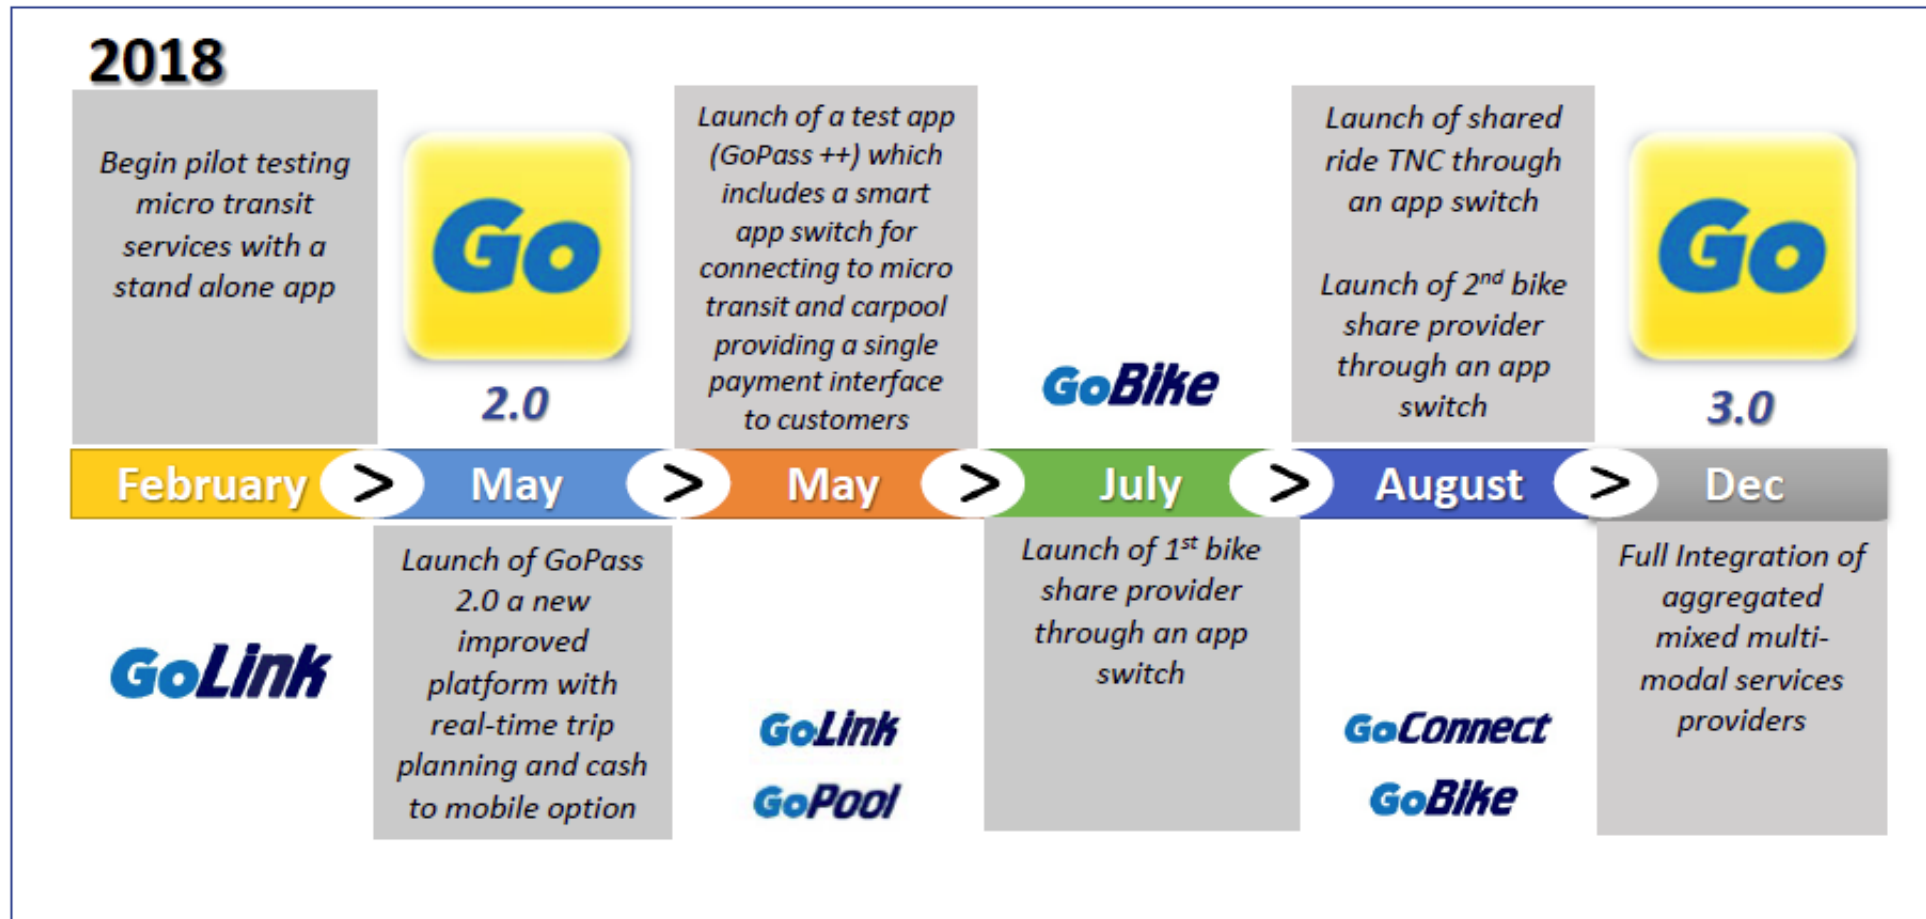 2018
Begin pilot testing
micro transit
services with a
stand alone app
Go
2.0
Launch of a test app
(GoPass ++) which
includes a smart
app switch for
connecting to micro
transit and carpool
providing a single
payment interface
to customers
GoBike
Launch of shared
ride TNC through
an app switch
Launch of 2nd bike
share provider
through an app
switch
Go
3.0
February > May > May > July > August > Dec
GoLink
Launch of GoPass
2.0 a new
improved
platform with
real-time trip
planning and cash
to mobile option
GoLink
GoPool
Launch of 1st bike
share provider
through an app
switch
GoConnect
GoBike
Full Integration of
aggregated
mixed multi-
modal services
providers